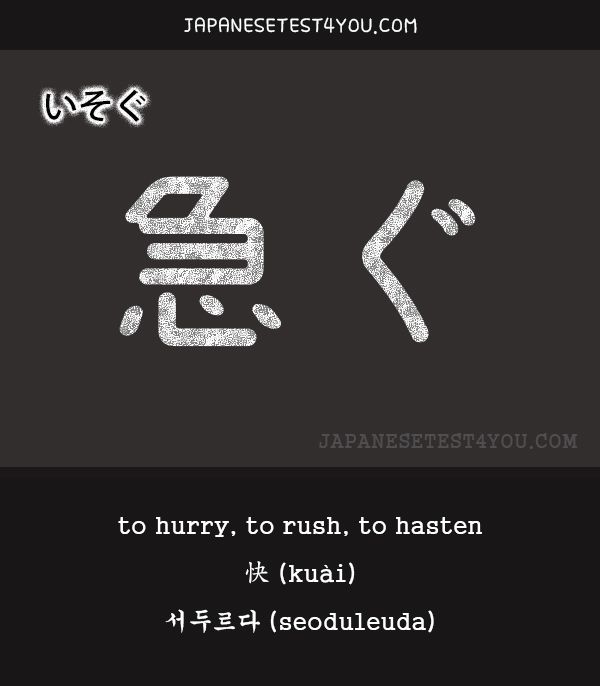 JAPANESETEST4YOU.COM
いそぐ
急ぐ
JAPANESETEST4YOU.COM
to hurry, to rush, to hasten
快 (kuài)
서두르다 (seoduleuda)